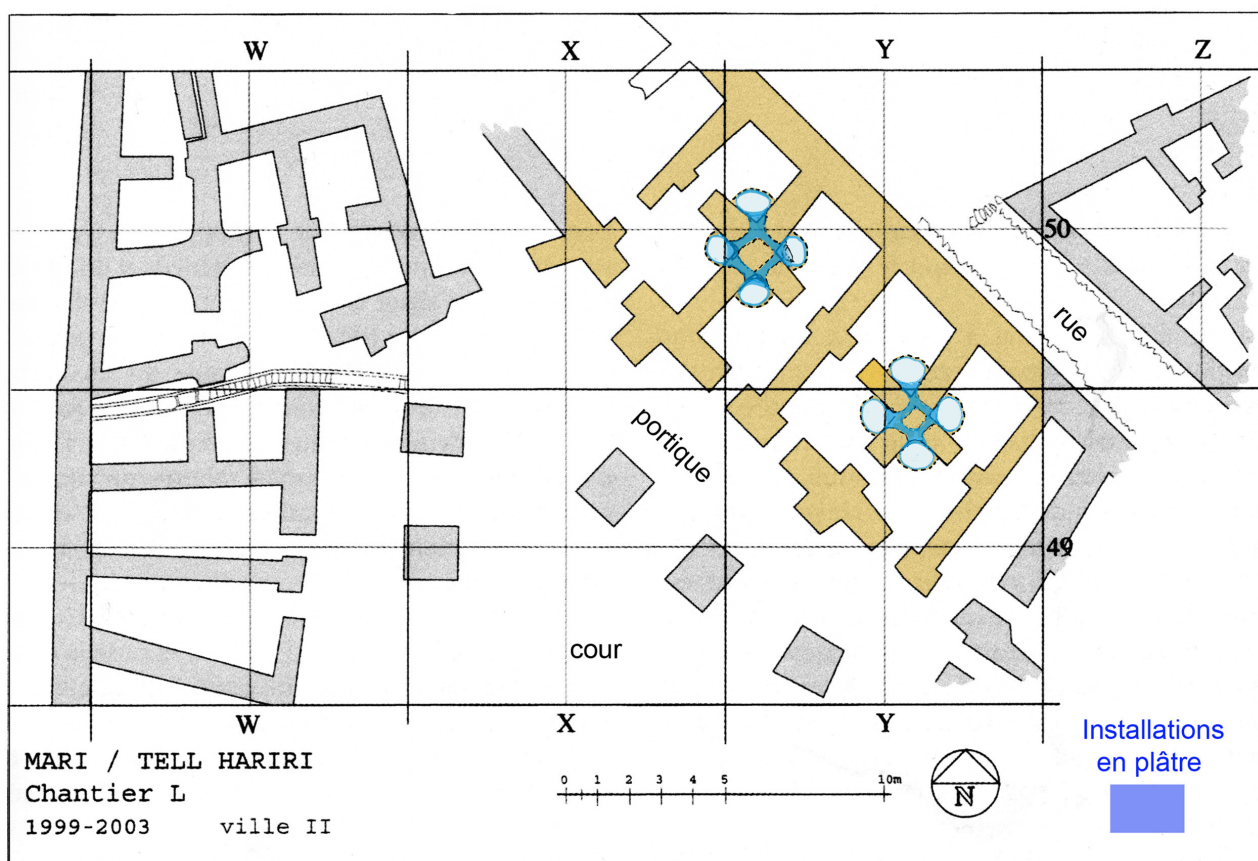 W X Y Z
50
rue
portique
49
cour
W X Y
MARI / TELL HARIRI
Chantier L
1999-2003 ville II
0 1 2 3 4 5 10m
N
Installations
en plâtre